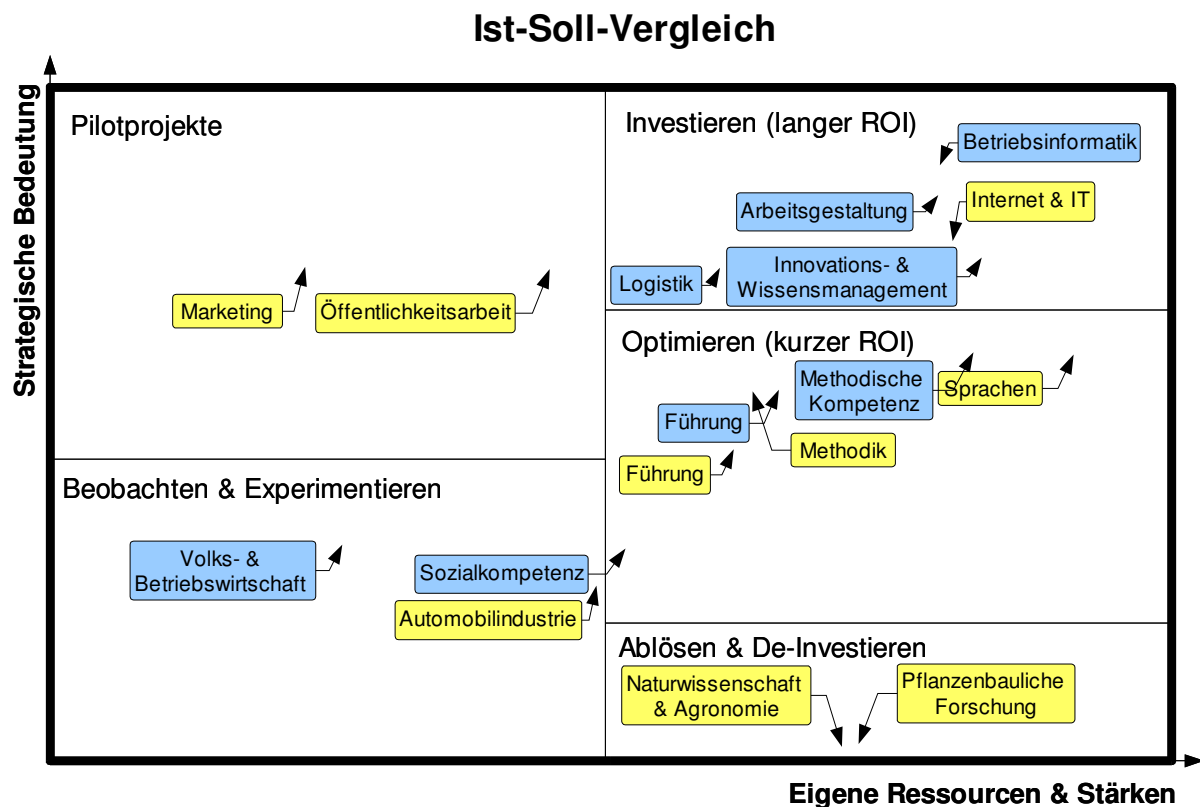 Ist-Soll-Vergleich
Strategische Bedeutung
Pilotprojekte
Marketing
Öffentlichkeitsarbeit
Investieren (langer ROI)
Betriebsinformatik
Arbeitsgestaltung
Internet & IT
Logistik
Innovations- &
Wissensmanagement
Optimieren (kurzer ROI)
Methodische
Kompetenz
Sprachen
Führung
Methodik
Führung
Beobachten & Experimentieren
Volks- &
Betriebswirtschaft
Sozialkompetenz
Automobilindustrie
Ablösen & De-Investieren
Naturwissenschaft
& Agronomie
Pflanzenbauliche
Forschung
Eigene Ressourcen & Stärken